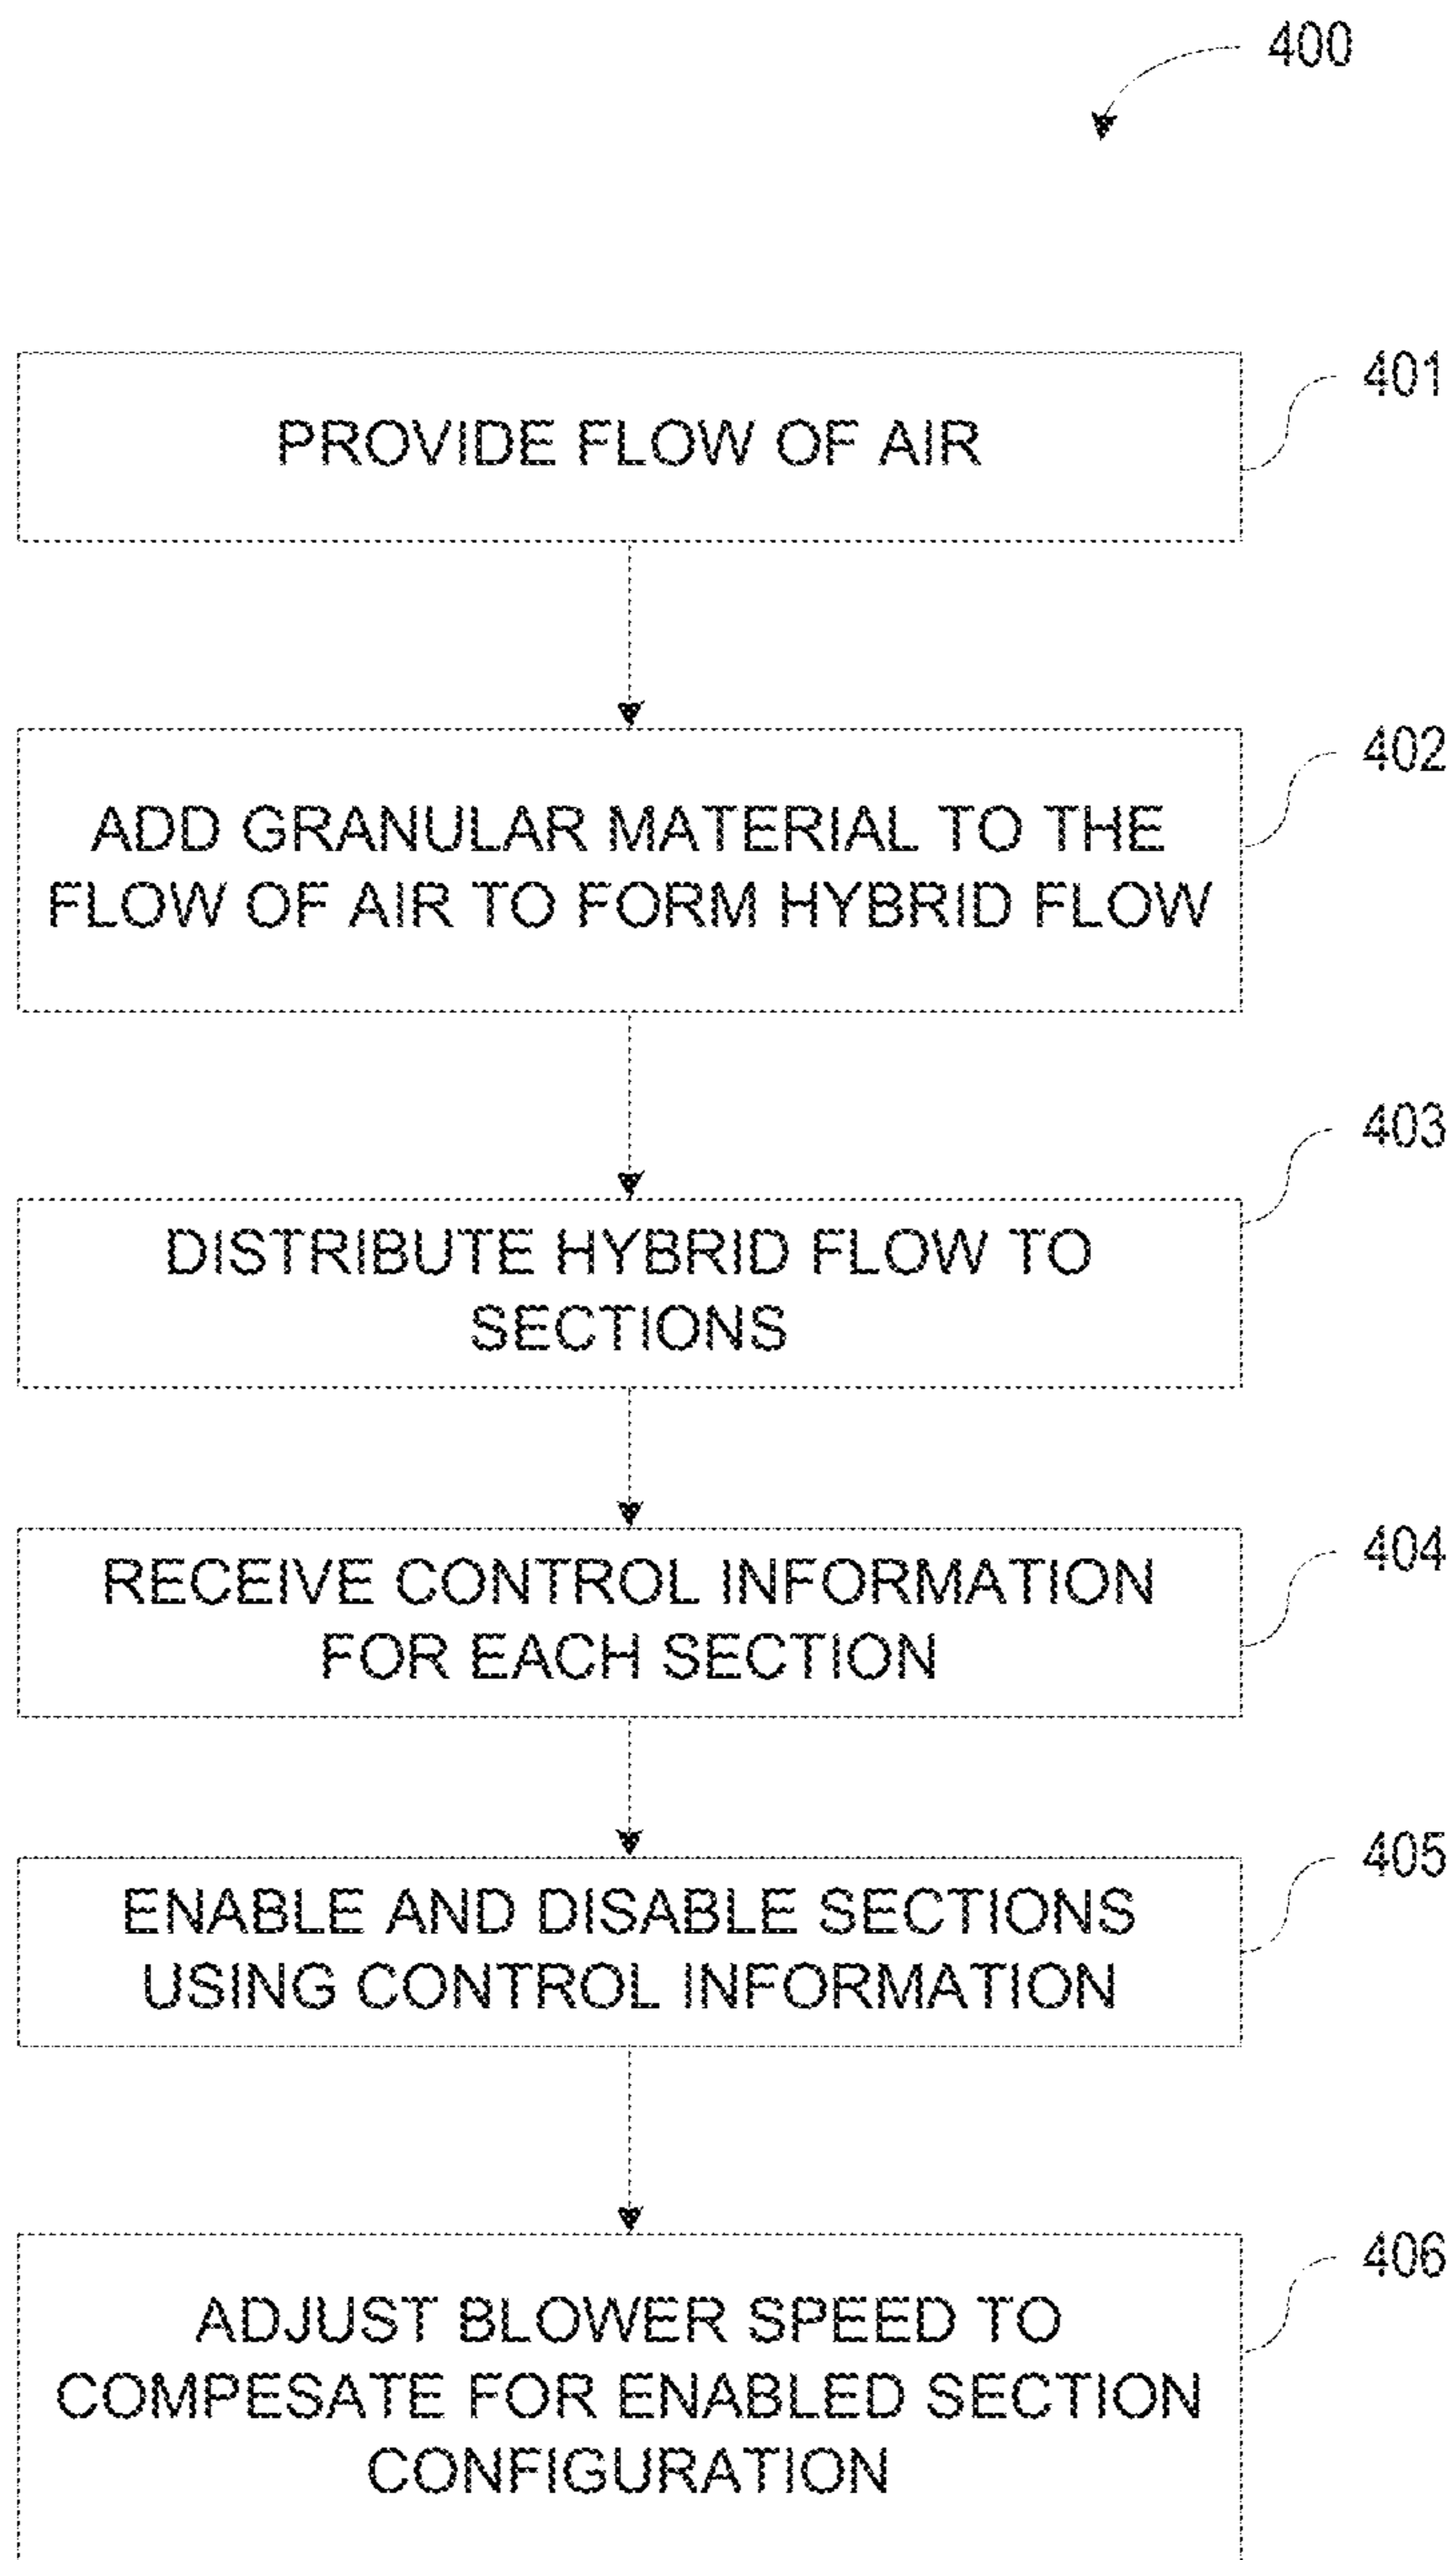 400
401
PROVIDE FLOW OF AIR
402
ADD GRANULAR MATERIAL TO THE
FLOW OF AIR TO FORM HYBRID FLOW
403
DISTRIBUTE HYBRID FLOW TO
SECTIONS
404
RECEIVE CONTROL INFORMATION
FOR EACH SECTION
405
ENABLE AND DISABLE SECTIONS
USING CONTROL INFORMATION
406
ADJUST BLOWER SPEED TO
COMPESATE FOR ENABLED SECTION
CONFIGURATION